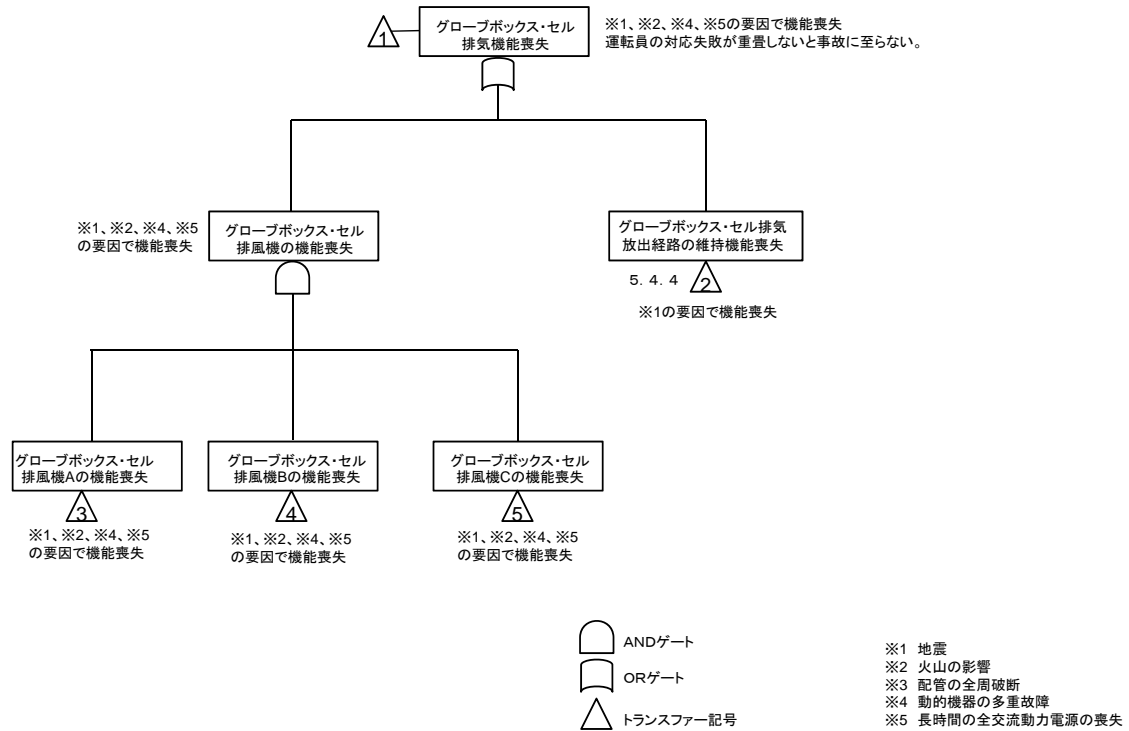 グローブボックス・セル
排気機能喪失
1
※1、※2、※4、※5の要因で機能喪失
運転員の対応失敗が重畳しないと事故に至らない。
※1、※2、※4、※5
の要因で機能喪失
グローブボックス・セル
排風機の機能喪失
グローブボックス・セル排気
放出経路の維持機能喪失
5.4.4
2
※1の要因で機能喪失
グローブボックス・セル
排風機Aの機能喪失
3
※1、※2、※4、※5
の要因で機能喪失
グローブボックス・セル
排風機Bの機能喪失
4
※1、※2、※4、※5
の要因で機能喪失
グローブボックス・セル
排風機Cの機能喪失
5
※1、※2、※4、※5
の要因で機能喪失
ANDゲート
ORゲート
トランスファー記号
※1 地震
※2 火山の影響
※3 配管の全周破断
※4 動的機器の多重故障
※5 長時間の全交流動力電源の喪失